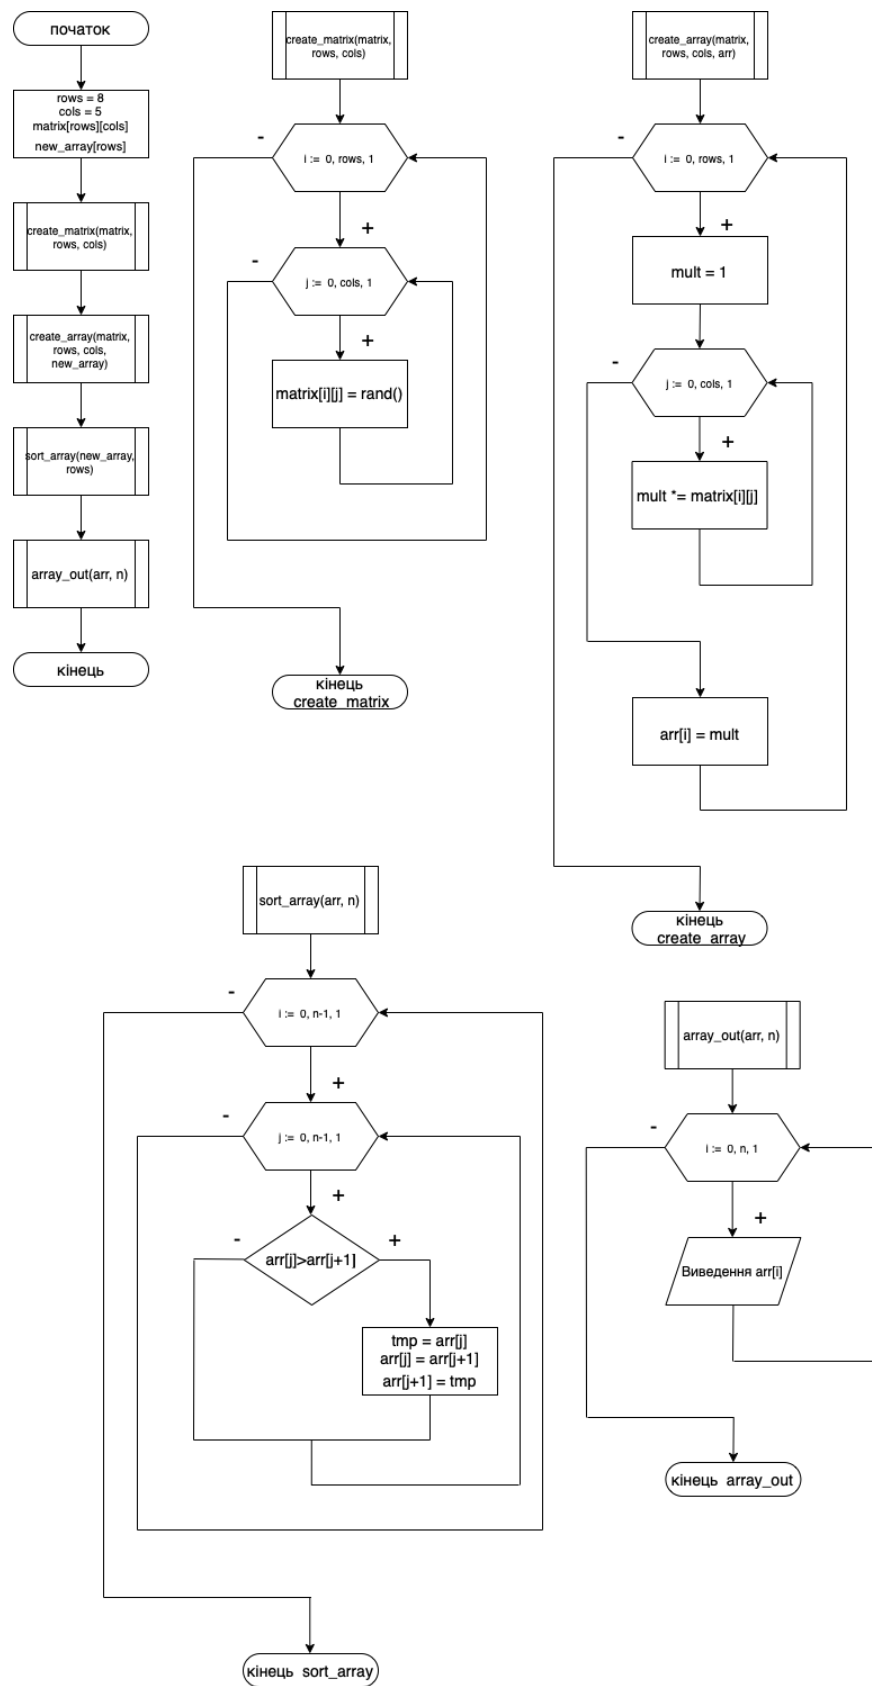 початок
rows = 8
cols = 5
matrix[rows][cols]
new_array[rows]
create_matrix(matrix,
rows, cols)
create_array(matrix,
rows, cols,
new_array)
sort_array(new_array,
rows)
array_out(arr, n)
кінець
create_matrix(matrix,
rows, cols)
i := 0, rows, 1
-
+
j := 0, cols, 1
-
+
matrix[i][j] = rand()
кінець
create_matrix
create_array(matrix,
rows, cols, arr)
-
i := 0, rows, 1
+
mult = 1
-
j := 0, cols, 1
+
mult *= matrix[i][j]
arr[i] = mult
кінець
create_array
sort_array(arr, n)
-
i := 0, n-1, 1
+
-
j := 0, n-1, 1
+
-
arr[j]>arr[j+1]
+
tmp = arr[j]
arr[j] = arr[j+1]
arr[j+1] = tmp
кінець sort_array
array_out(arr, n)
-
i := 0, n, 1
+
Виведення arr[i]
кінець array_out